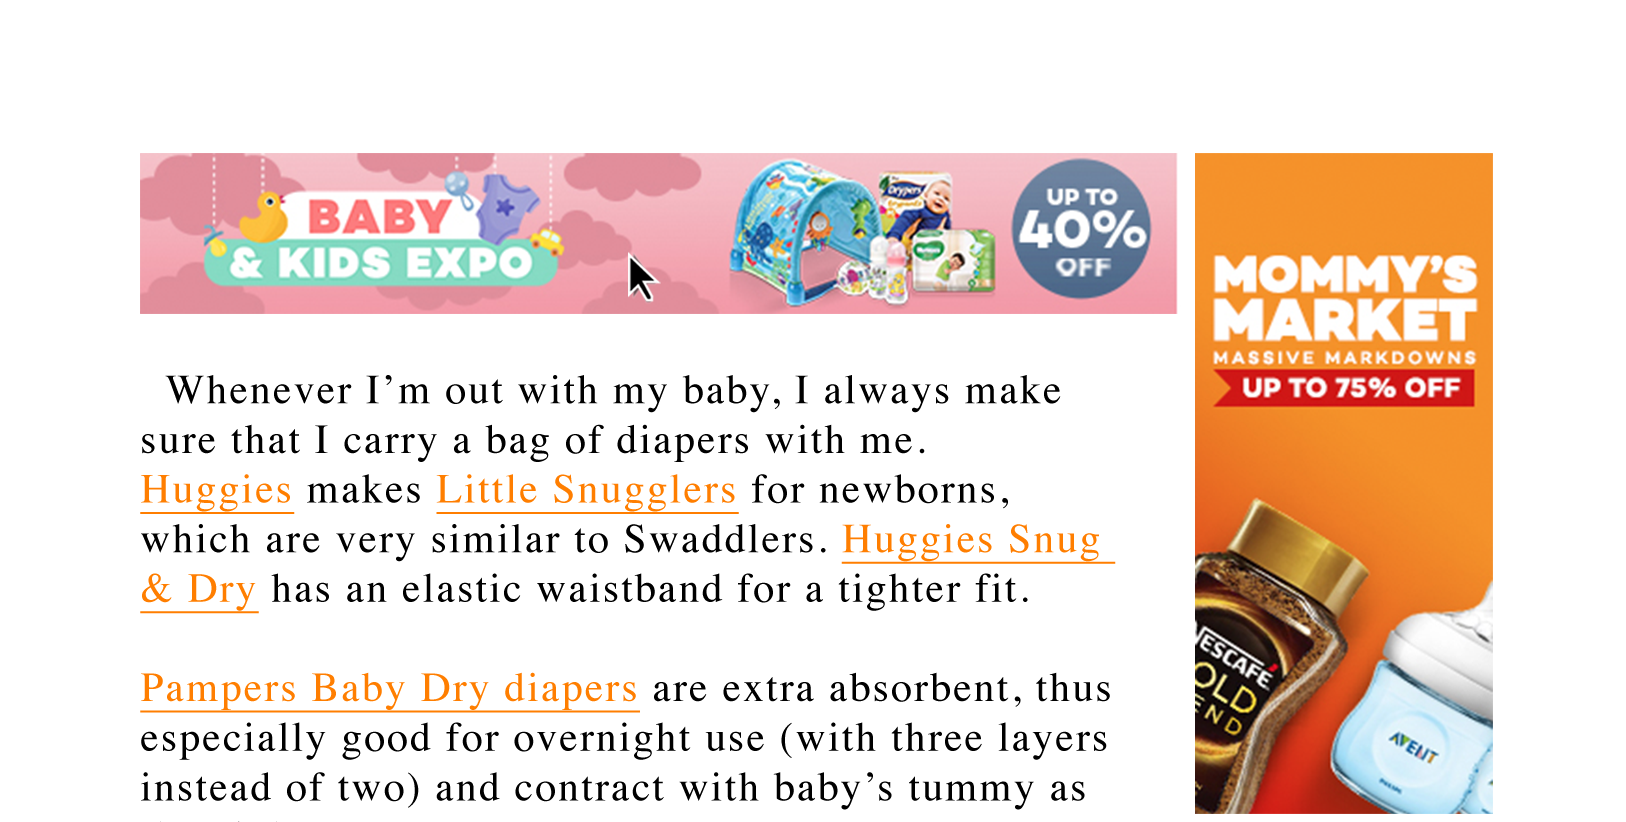 BABY
& KIDS EXPO
Drypers
UP TO
40%
OFF
MOMMY'S
MARKET
MASSIVE MARKDOWNS
UP TO 75% OFF
NESCAFÉ
AVENT
Whenever I’m out with my baby, I always make
sure that I carry a bag of diapers with me.
Huggies makes Little Snugglers for newborns,
which are very similar to Swaddlers. Huggies Snug
& Dry has an elastic waistband for a tighter fit.
Pampers Baby Dry diapers are extra absorbent, thus
especially good for overnight use (with three layers
instead of two) and contract with baby’s tummy as